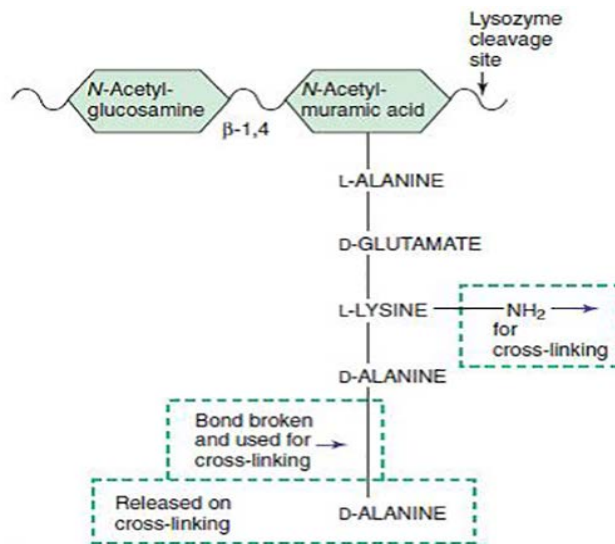 Lysozyme
cleavage
site
N-Acetyl-
glucosamine
N-Acetyl-
muramic acid
β-1,4
L-ALANINE
D-GLUTAMATE
L-LYSINE
NH₂
for
cross-linking
D-ALANINE
Bond broken
and used for
cross-linking
Released on
cross-linking
D-ALANINE